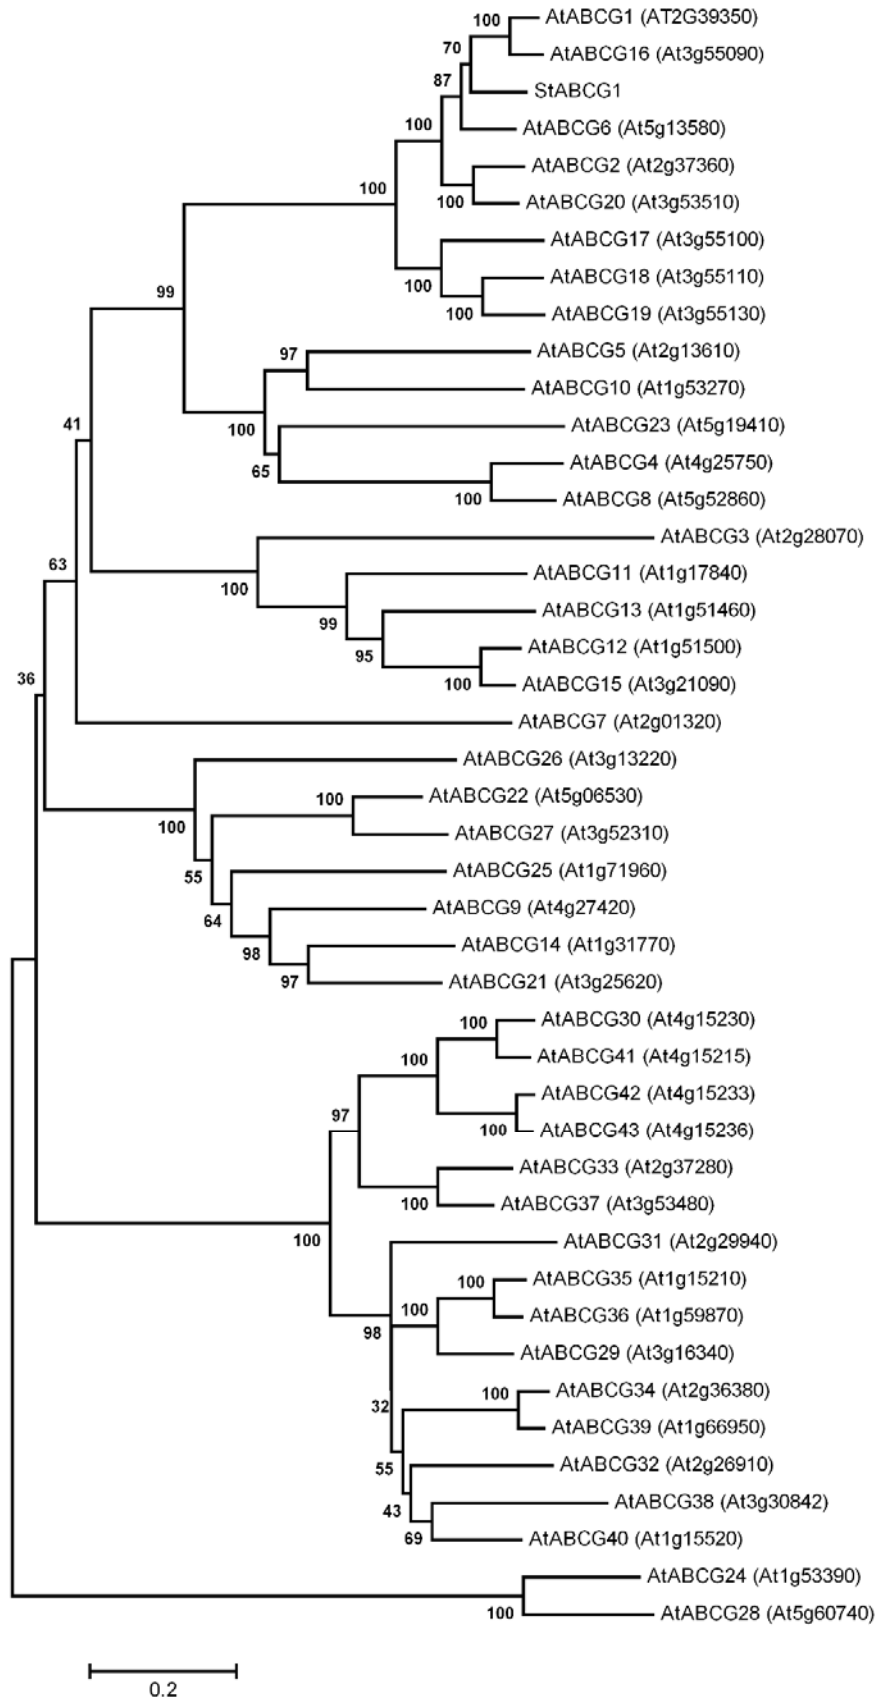 100 AtABCG1 (AT2G39350)
70 AtABCG16 (At3g55090)
87 StABCG1
100 AtABCG6 (At5g13580)
AtABCG2 (At2g37360)
100 100 AtABCG20 (At3g53510)
AtABCG17 (At3g55100)
100 AtABCG18 (At3g55110)
99 100 AtABCG19 (At3g55130)
97 AtABCG5 (At2g13610)
AtABCG10 (At1g53270)
41 100 AtABCG23 (At5g19410)
65 AtABCG4 (At4g25750)
100 AtABCG8 (At5g52860)
AtABCG3 (At2g28070)
63 100 AtABCG11 (At1g17840)
99 AtABCG13 (At1g51460)
95 AtABCG12 (At1g51500)
36 100 AtABCG15 (At3g21090)
AtABCG7 (At2g01320)
AtABCG26 (At3g13220)
100 100 AtABCG22 (At5g06530)
AtABCG27 (At3g52310)
55 AtABCG25 (At1g71960)
64 AtABCG9 (At4g27420)
98 AtABCG14 (At1g31770)
97 AtABCG21 (At3g25620)
100 AtABCG30 (At4g15230)
100 AtABCG41 (At4g15215)
97 AtABCG42 (At4g15233)
100 AtABCG43 (At4g15236)
AtABCG33 (At2g37280)
100 AtABCG37 (At3g53480)
100 AtABCG31 (At2g29940)
100 AtABCG35 (At1g15210)
98 100 AtABCG36 (At1g59870)
AtABCG29 (At3g16340)
32 100 AtABCG34 (At2g36380)
AtABCG39 (At1g66950)
55 AtABCG32 (At2g26910)
43 AtABCG38 (At3g30842)
69 AtABCG40 (At1g15520)
AtABCG24 (At1g53390)
100 AtABCG28 (At5g60740)
0.2